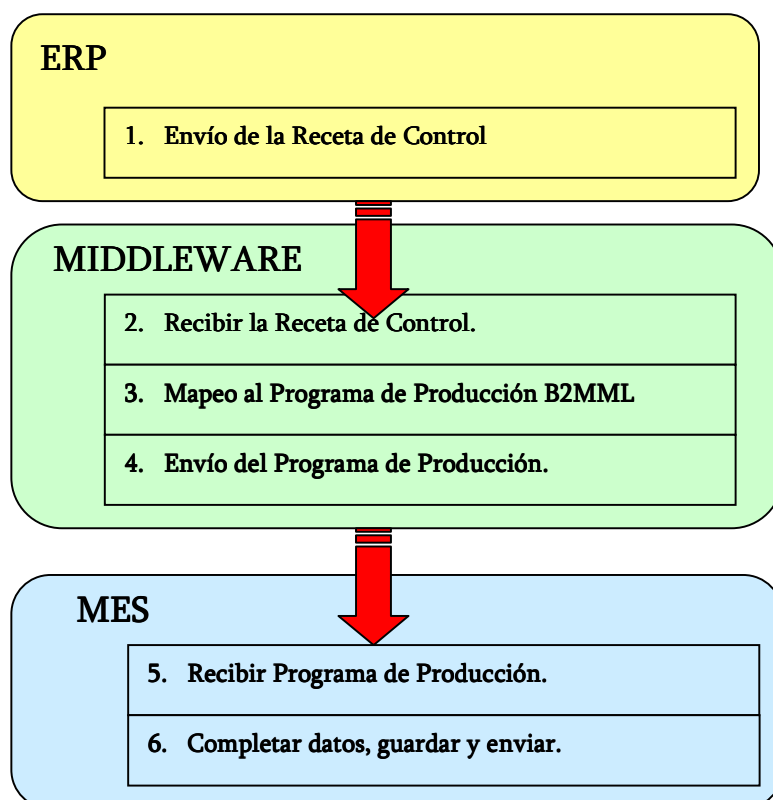 ERP
1. Envío de la Receta de Control
MIDDLEWARE
2. Recibir la Receta de Control.
3. Mapeo al Programa de Producción B2MML
4. Envío del Programa de Producción.
MES
5. Recibir Programa de Producción.
6. Completar datos, guardar y enviar.